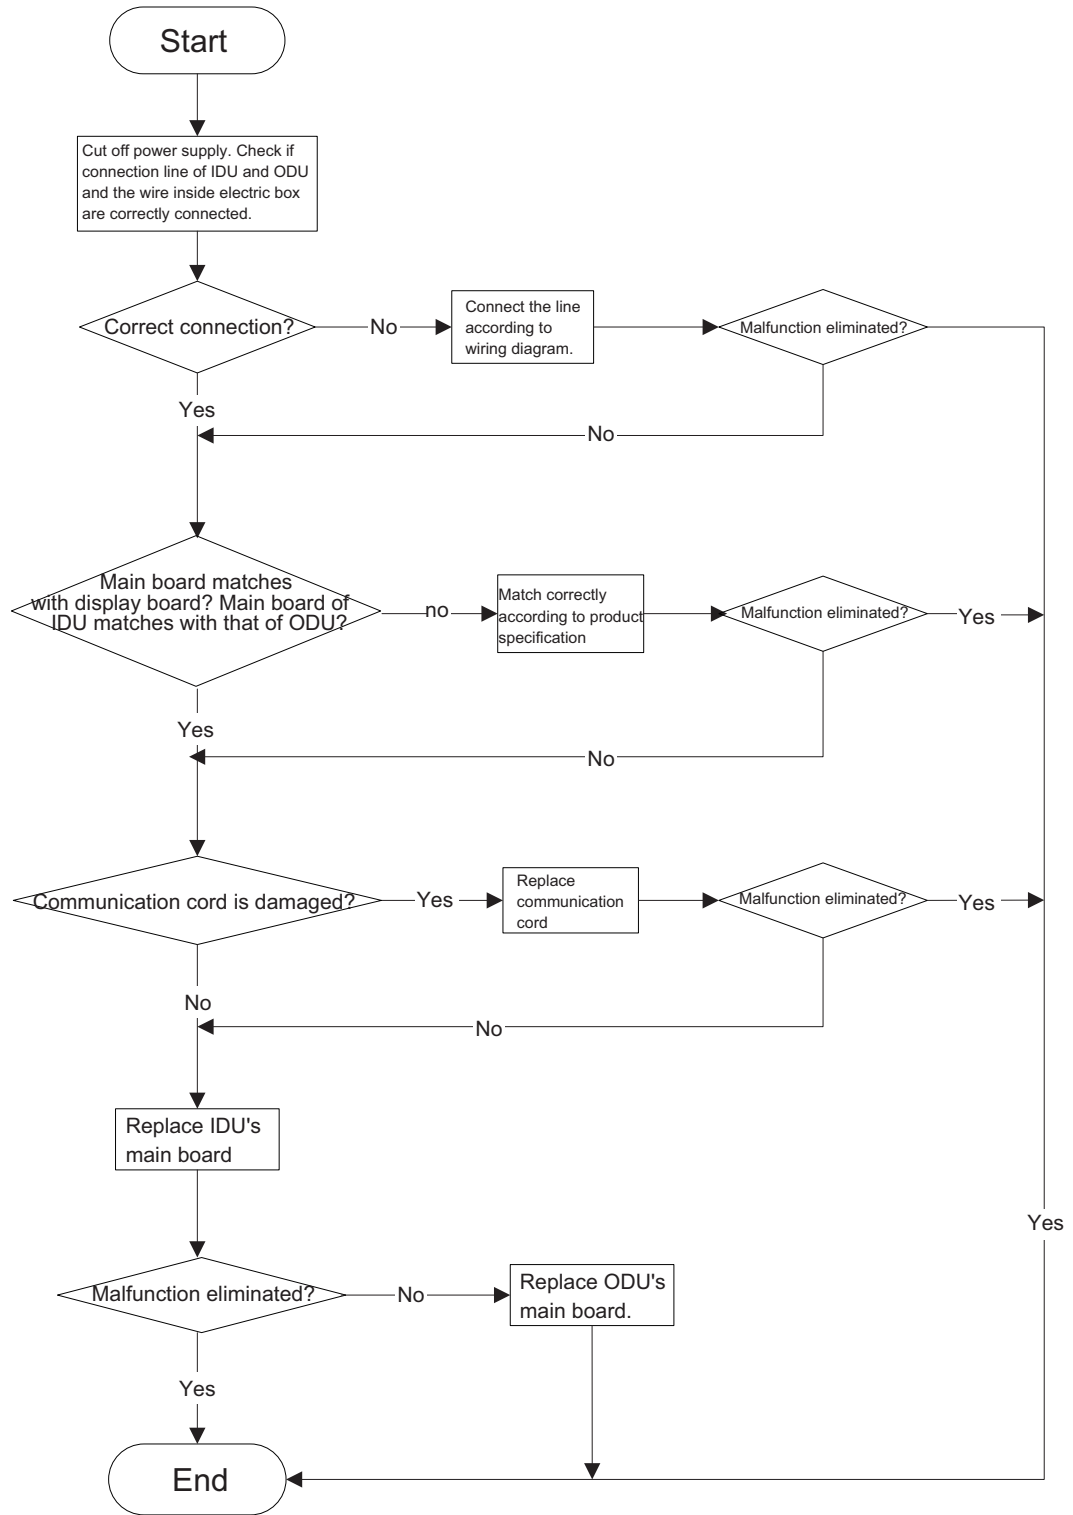 Start
Cut off power supply. Check if
connection line of IDU and ODU
and the wire inside electric box
are correctly connected.
Correct connection?
No
Connect the line
according to
wiring diagram.
Malfunction eliminated?
Yes
No
Main board matches
with display board? Main board of
IDU matches with that of ODU?
no
Match correctly
according to product
specification
Malfunction eliminated?
Yes
Yes
No
Communication cord is damaged?
Yes
Replace
communication
cord
Malfunction eliminated?
Yes
No
No
Replace IDU's
main board
Yes
Malfunction eliminated?
No
Replace ODU's
main board.
Yes
End